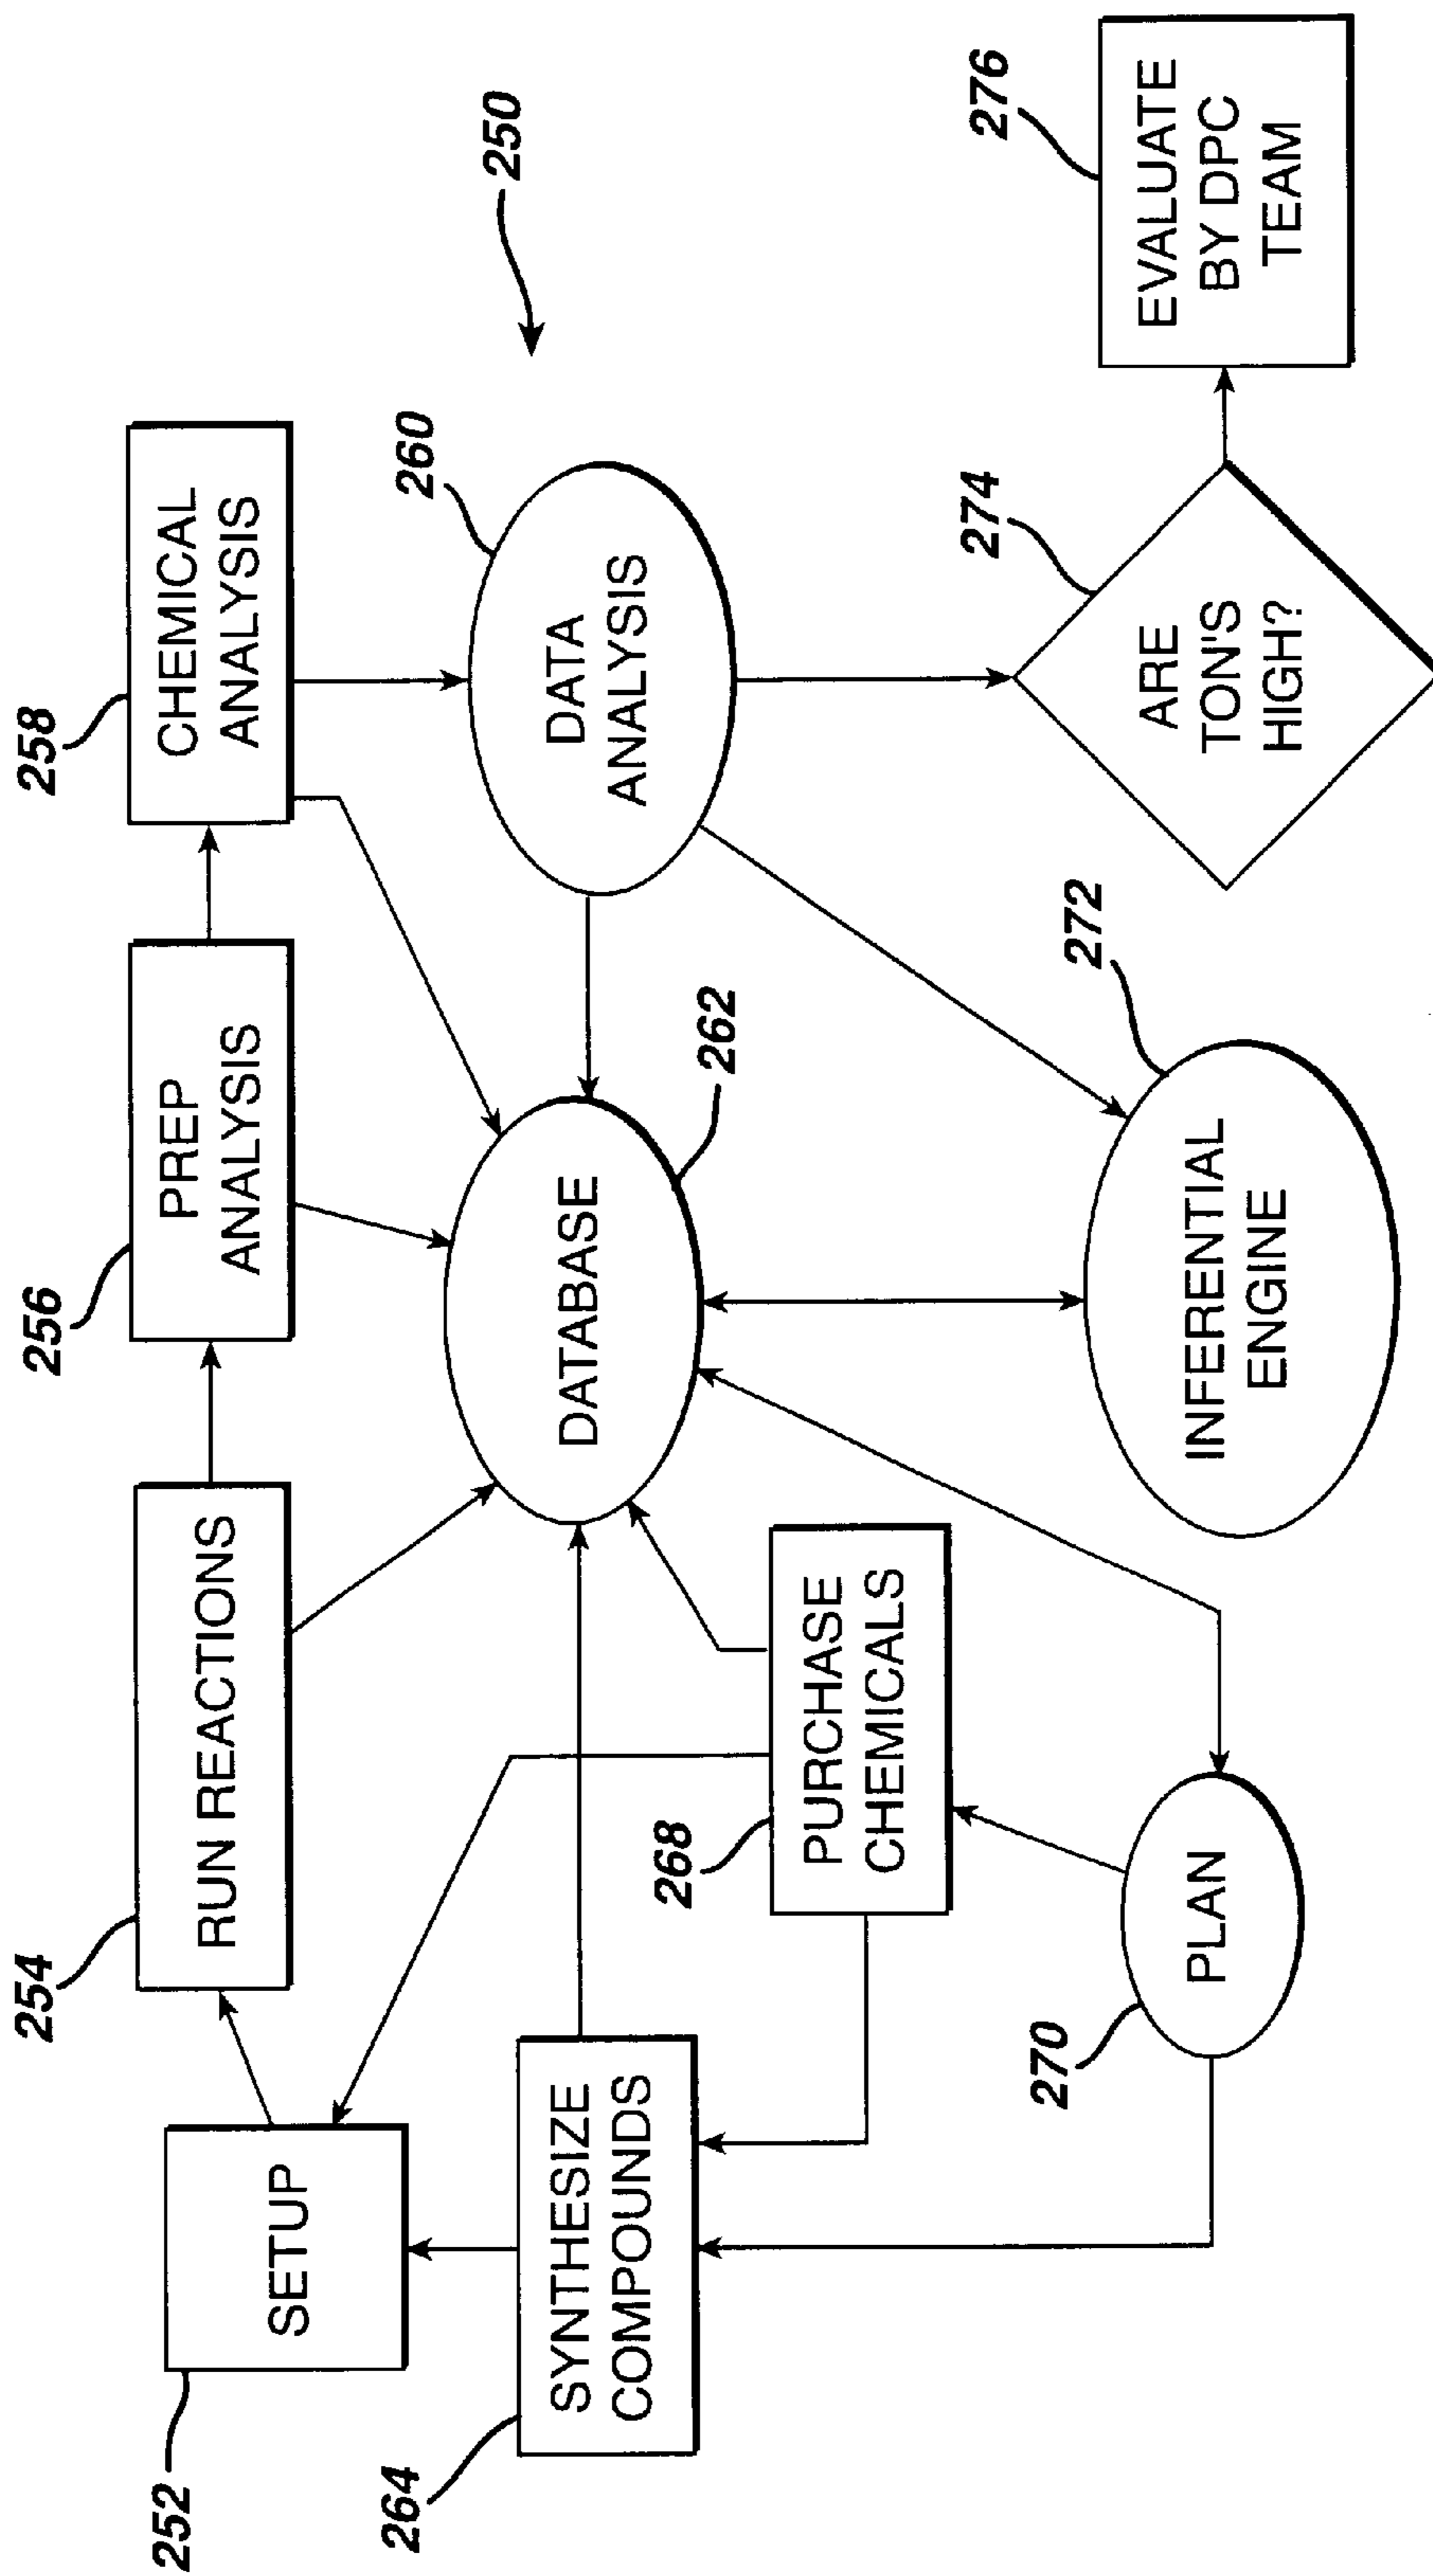 252
SETUP
254
RUN REACTIONS
256
PREP
ANALYSIS
258
CHEMICAL
ANALYSIS
250
264
SYNTHESIZE
COMPOUNDS
DATABASE
262
260
DATA
ANALYSIS
268
PURCHASE
CHEMICALS
270
PLAN
272
INFERENTIAL
ENGINE
274
ARE
TON'S
HIGH?
276
EVALUATE
BY DPC
TEAM